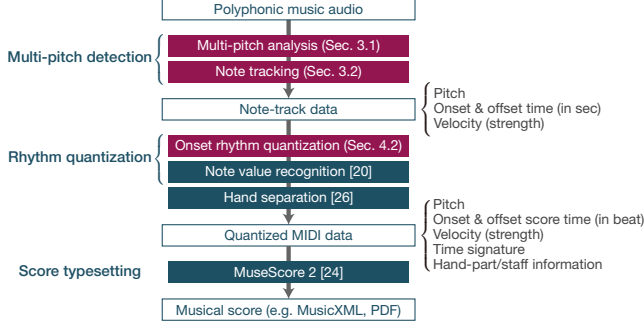 Polyphonic music audio
Multi-pitch detection
Multi-pitch analysis (Sec. 3.1)
Note tracking (Sec. 3.2)
Note-track data
Pitch
Onset & offset time (in sec)
Velocity (strength)
Rhythm quantization
Onset rhythm quantization (Sec. 4.2)
Note value recognition [20]
Hand separation [26]
Quantized MIDI data
Pitch
Onset & offset score time (in beat)
Velocity (strength)
Time signature
Hand-part/staff information
Score typesetting
MuseScore 2 [24]
Musical score (e.g. MusicXML, PDF)